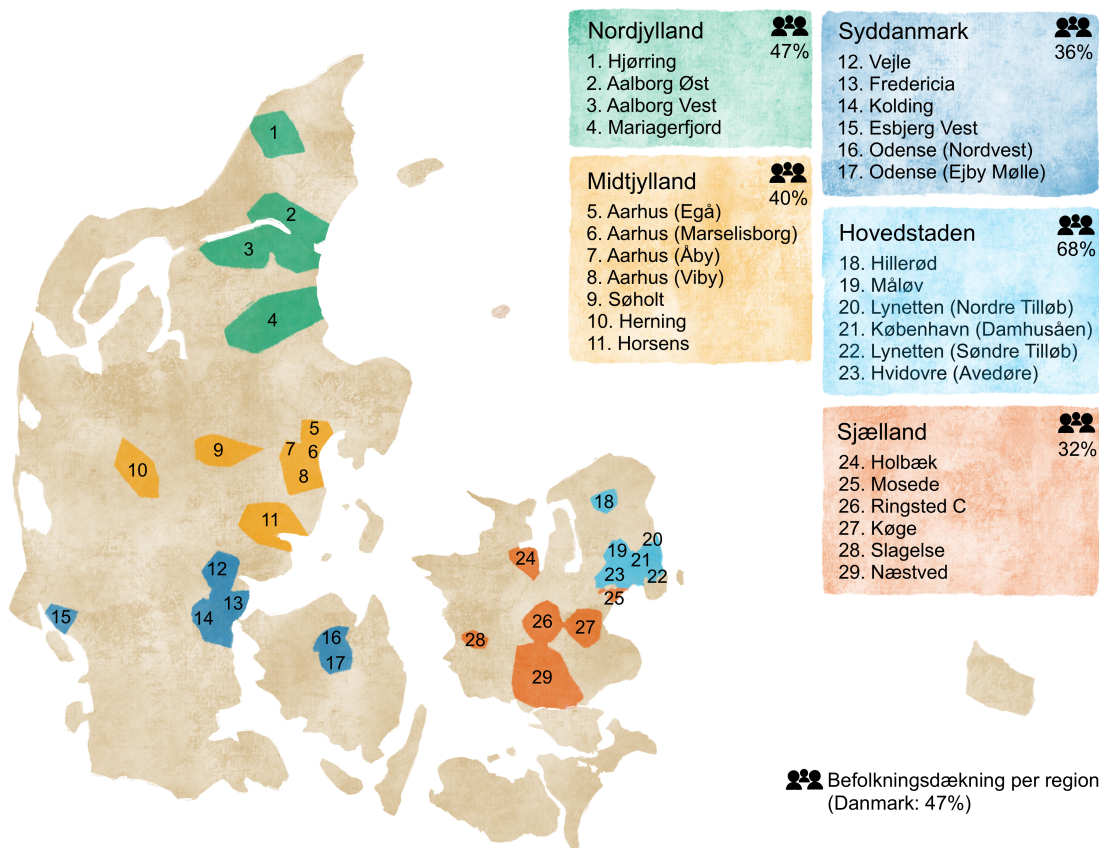 Nordjylland
47%
1. Hjørring
2. Aalborg Øst
3. Aalborg Vest
4. Mariagerfjord
Midtjylland
40%
5. Aarhus (Egå)
6. Aarhus (Marselisborg)
7. Aarhus (Åby)
8. Aarhus (Viby)
9. Søholt
10. Herning
11. Horsens
Syddanmark
36%
12. Vejle
13. Fredericia
14. Kolding
15. Esbjerg Vest
16. Odense (Nordvest)
17. Odense (Ejby Mølle)
Hovedstaden
68%
18. Hillerød
19. Måløv
20. Lynetten (Nordre Tilløb)
21. København (Damhusåen)
22. Lynetten (Søndre Tilløb)
23. Hvidovre (Avedøre)
Sjælland
32%
24. Holbæk
25. Mosede
26. Ringsted C
27. Køge
28. Slagelse
29. Næstved
1
2
3
4
5
6
7
8
9
10
11
12
13
14
15
16
17
18
19
20
21
22
23
24
25
26
27
28
29
Befolkningsdækning per region
(Danmark: 47%)